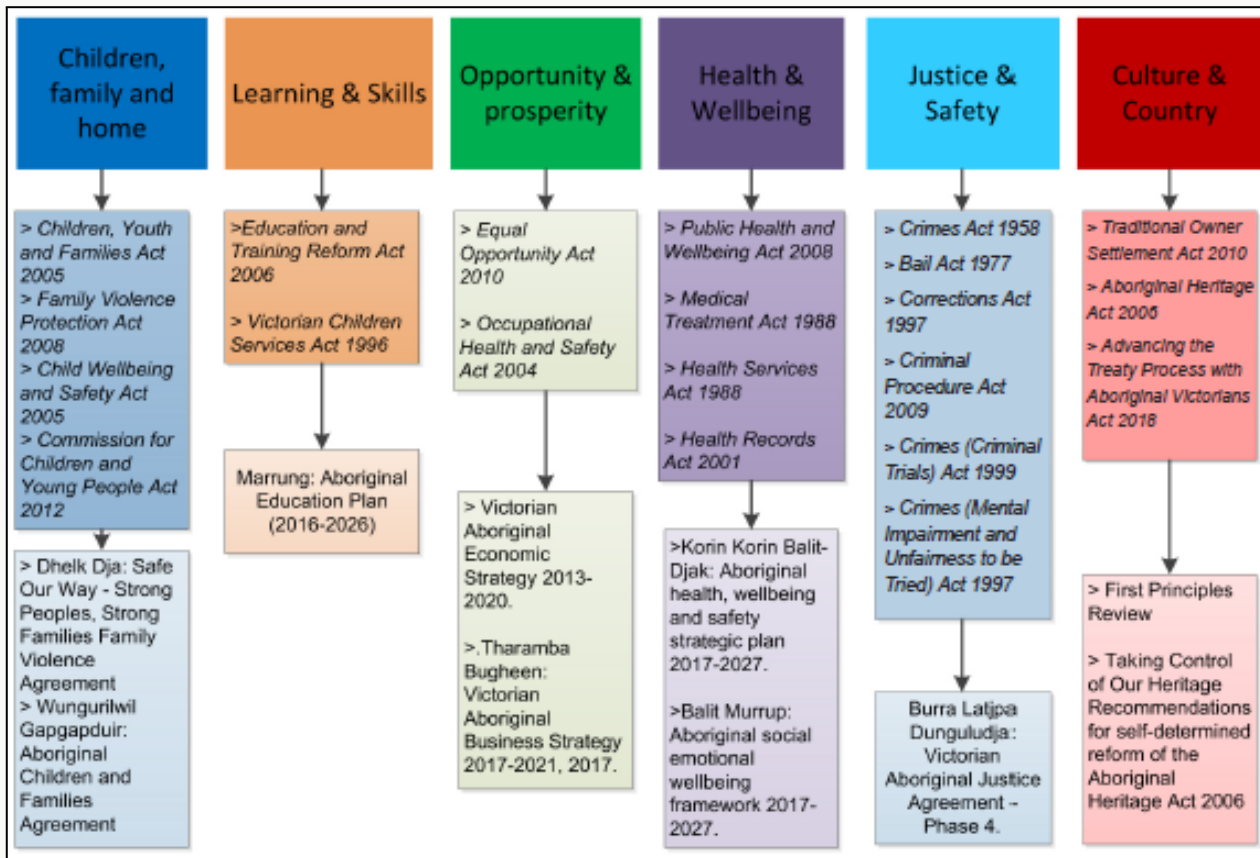 Children,
family and
home
Learning & Skills
Opportunity &
prosperity
Health &
Wellbeing
Justice &
Safety
Culture &
Country
> Children, Youth
and Families Act
2005
> Family Violence
Protection Act
2008
> Child Wellbeing
and Safety Act
2005
> Commission for
Children and
Young People Act
2012
>Education and
Training Reform Act
2006
> Victorian Children
Services Act 1996
> Equal
Opportunity Act
2010
> Occupational
Health and Safety
Act 2004
> Public Health and
Wellbeing Act 2008
> Medical
Treatment Act 1988
> Health Services
Act 1988
> Health Records
Act 2001
> Crimes Act 1958
> Bail Act 1977
> Corrections Act
1997
> Criminal
Procedure Act
2009
> Crimes (Criminal
Trials) Act 1999
> Crimes (Mental
Impairment and
Unfairness to be
Tried) Act 1997
> Traditional Owner
Settlement Act 2010
> Aboriginal Heritage
Act 2006
> Advancing the
Treaty Process with
Aboriginal Victorians
Act 2018
> Dhelk Dja: Safe
Our Way - Strong
Peoples, Strong
Families Family
Violence
Agreement
> Wungurilwil
Gapgapduir:
Aboriginal
Children and
Families
Agreement
Marrung: Aboriginal
Education Plan
(2016-2026)
> Victorian
Aboriginal
Economic
Strategy 2013-
2020.
>.Tharamba
Bugheen:
Victorian
Aboriginal
Business Strategy
2017-2021, 2017.
>Korin Korin Balit-
Djak: Aboriginal
health, wellbeing
and safety
strategic plan
2017-2027.
>Balit Murrup:
Aboriginal social
emotional
wellbeing
framework 2017-
2027.
Burra Latjpa
Dunguludja:
Victorian
Aboriginal Justice
Agreement –
Phase 4.
> First Principles
Review
> Taking Control
of Our Heritage
Recommendations
for self-determined
reform of the
Aboriginal
Heritage Act 2006